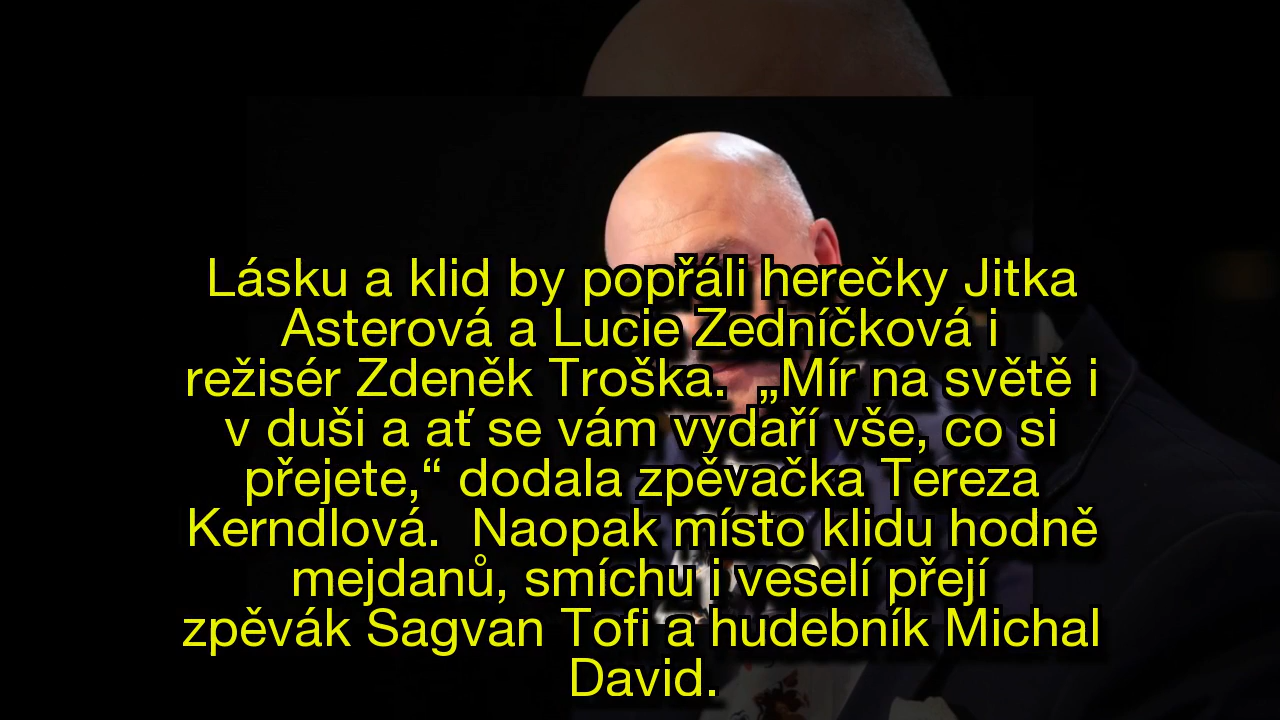 Lásku a klid by popřáli herečky Jitka
Asterová a Lucie Zedníčková i
režisér Zdeněk Troška.  „Mír na světě i
v duši a ať se vám vydaří vše, co si
přejete,“ dodala zpěvačka Tereza
Kerndlová.  Naopak místo klidu hodně
mejdanů, smíchu i veselí přejí
zpěvák Sagvan Tofi a hudebník Michal
David.